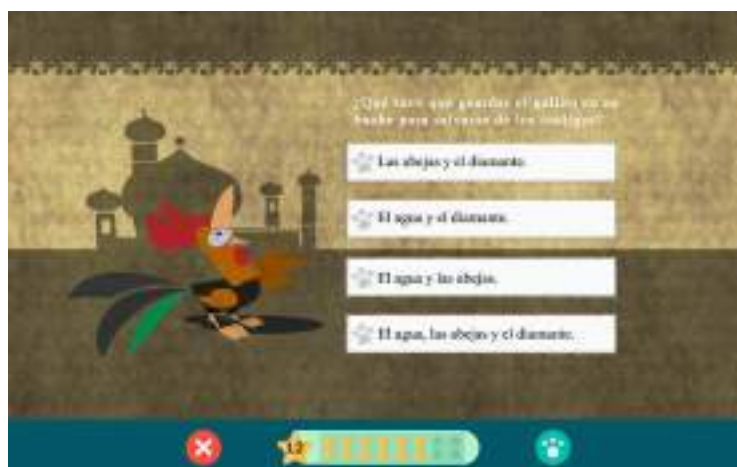 ¿Qué tuvo que guardar el gallito en su
buche para salvarse de los castigos?
Las abejas y el diamante.
El agua y el diamante.
El agua y las abejas.
El agua, las abejas y el diamante.
12